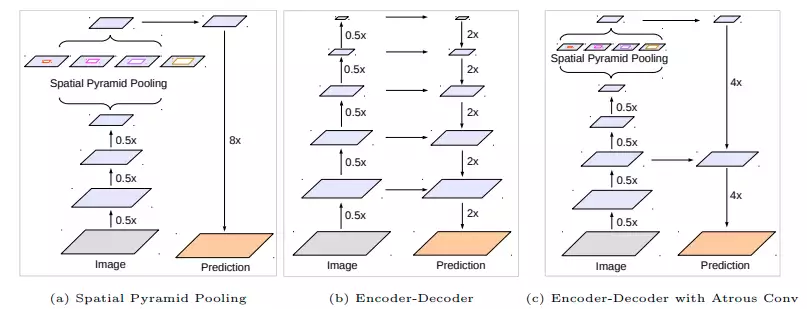 Spatial Pyramid Pooling
0.5x
0.5x
0.5x
8x
Image
Prediction
(a) Spatial Pyramid Pooling
0.5x
2x
0.5x
2x
0.5x
2x
0.5x
2x
0.5x
2x
Image
Prediction
(b) Encoder-Decoder
Spatial Pyramid Pooling
4x
0.5x
0.5x
0.5x
4x
0.5x
Image
Prediction
(c) Encoder-Decoder with Atrous Conv